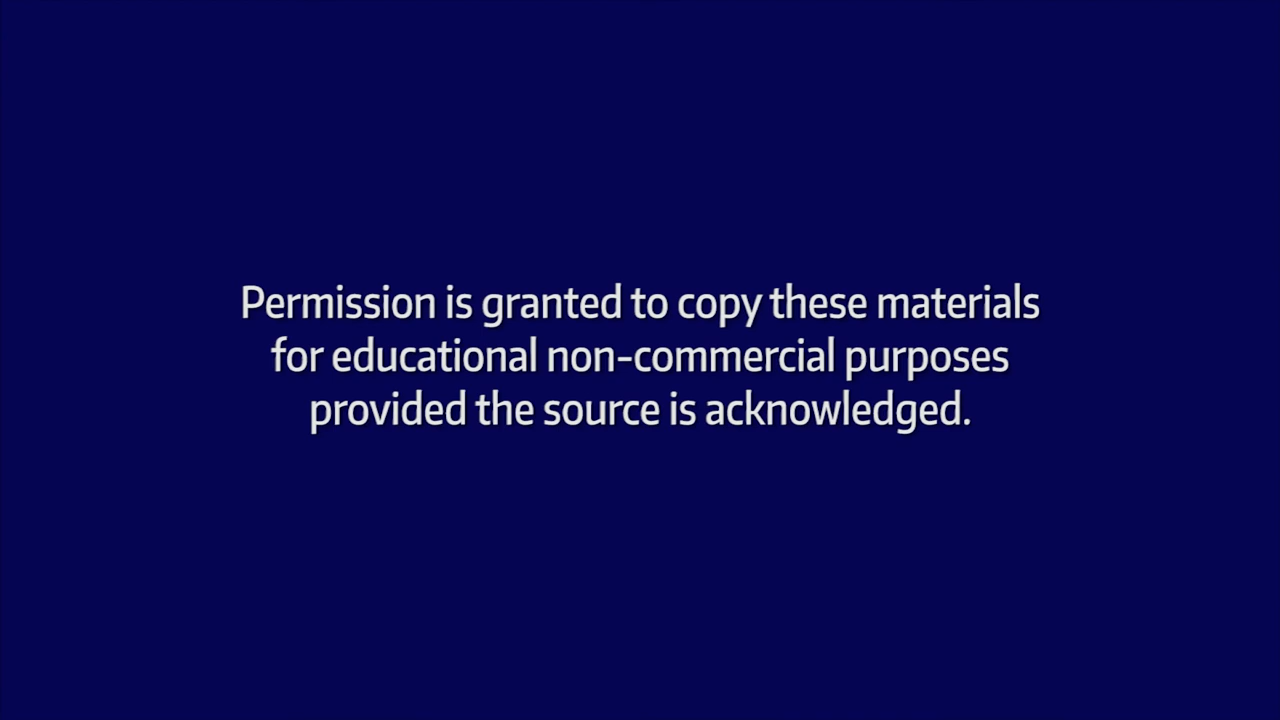 Permission is granted to copy these materials
for educational non-commercial purposes
provided the source is acknowledged.